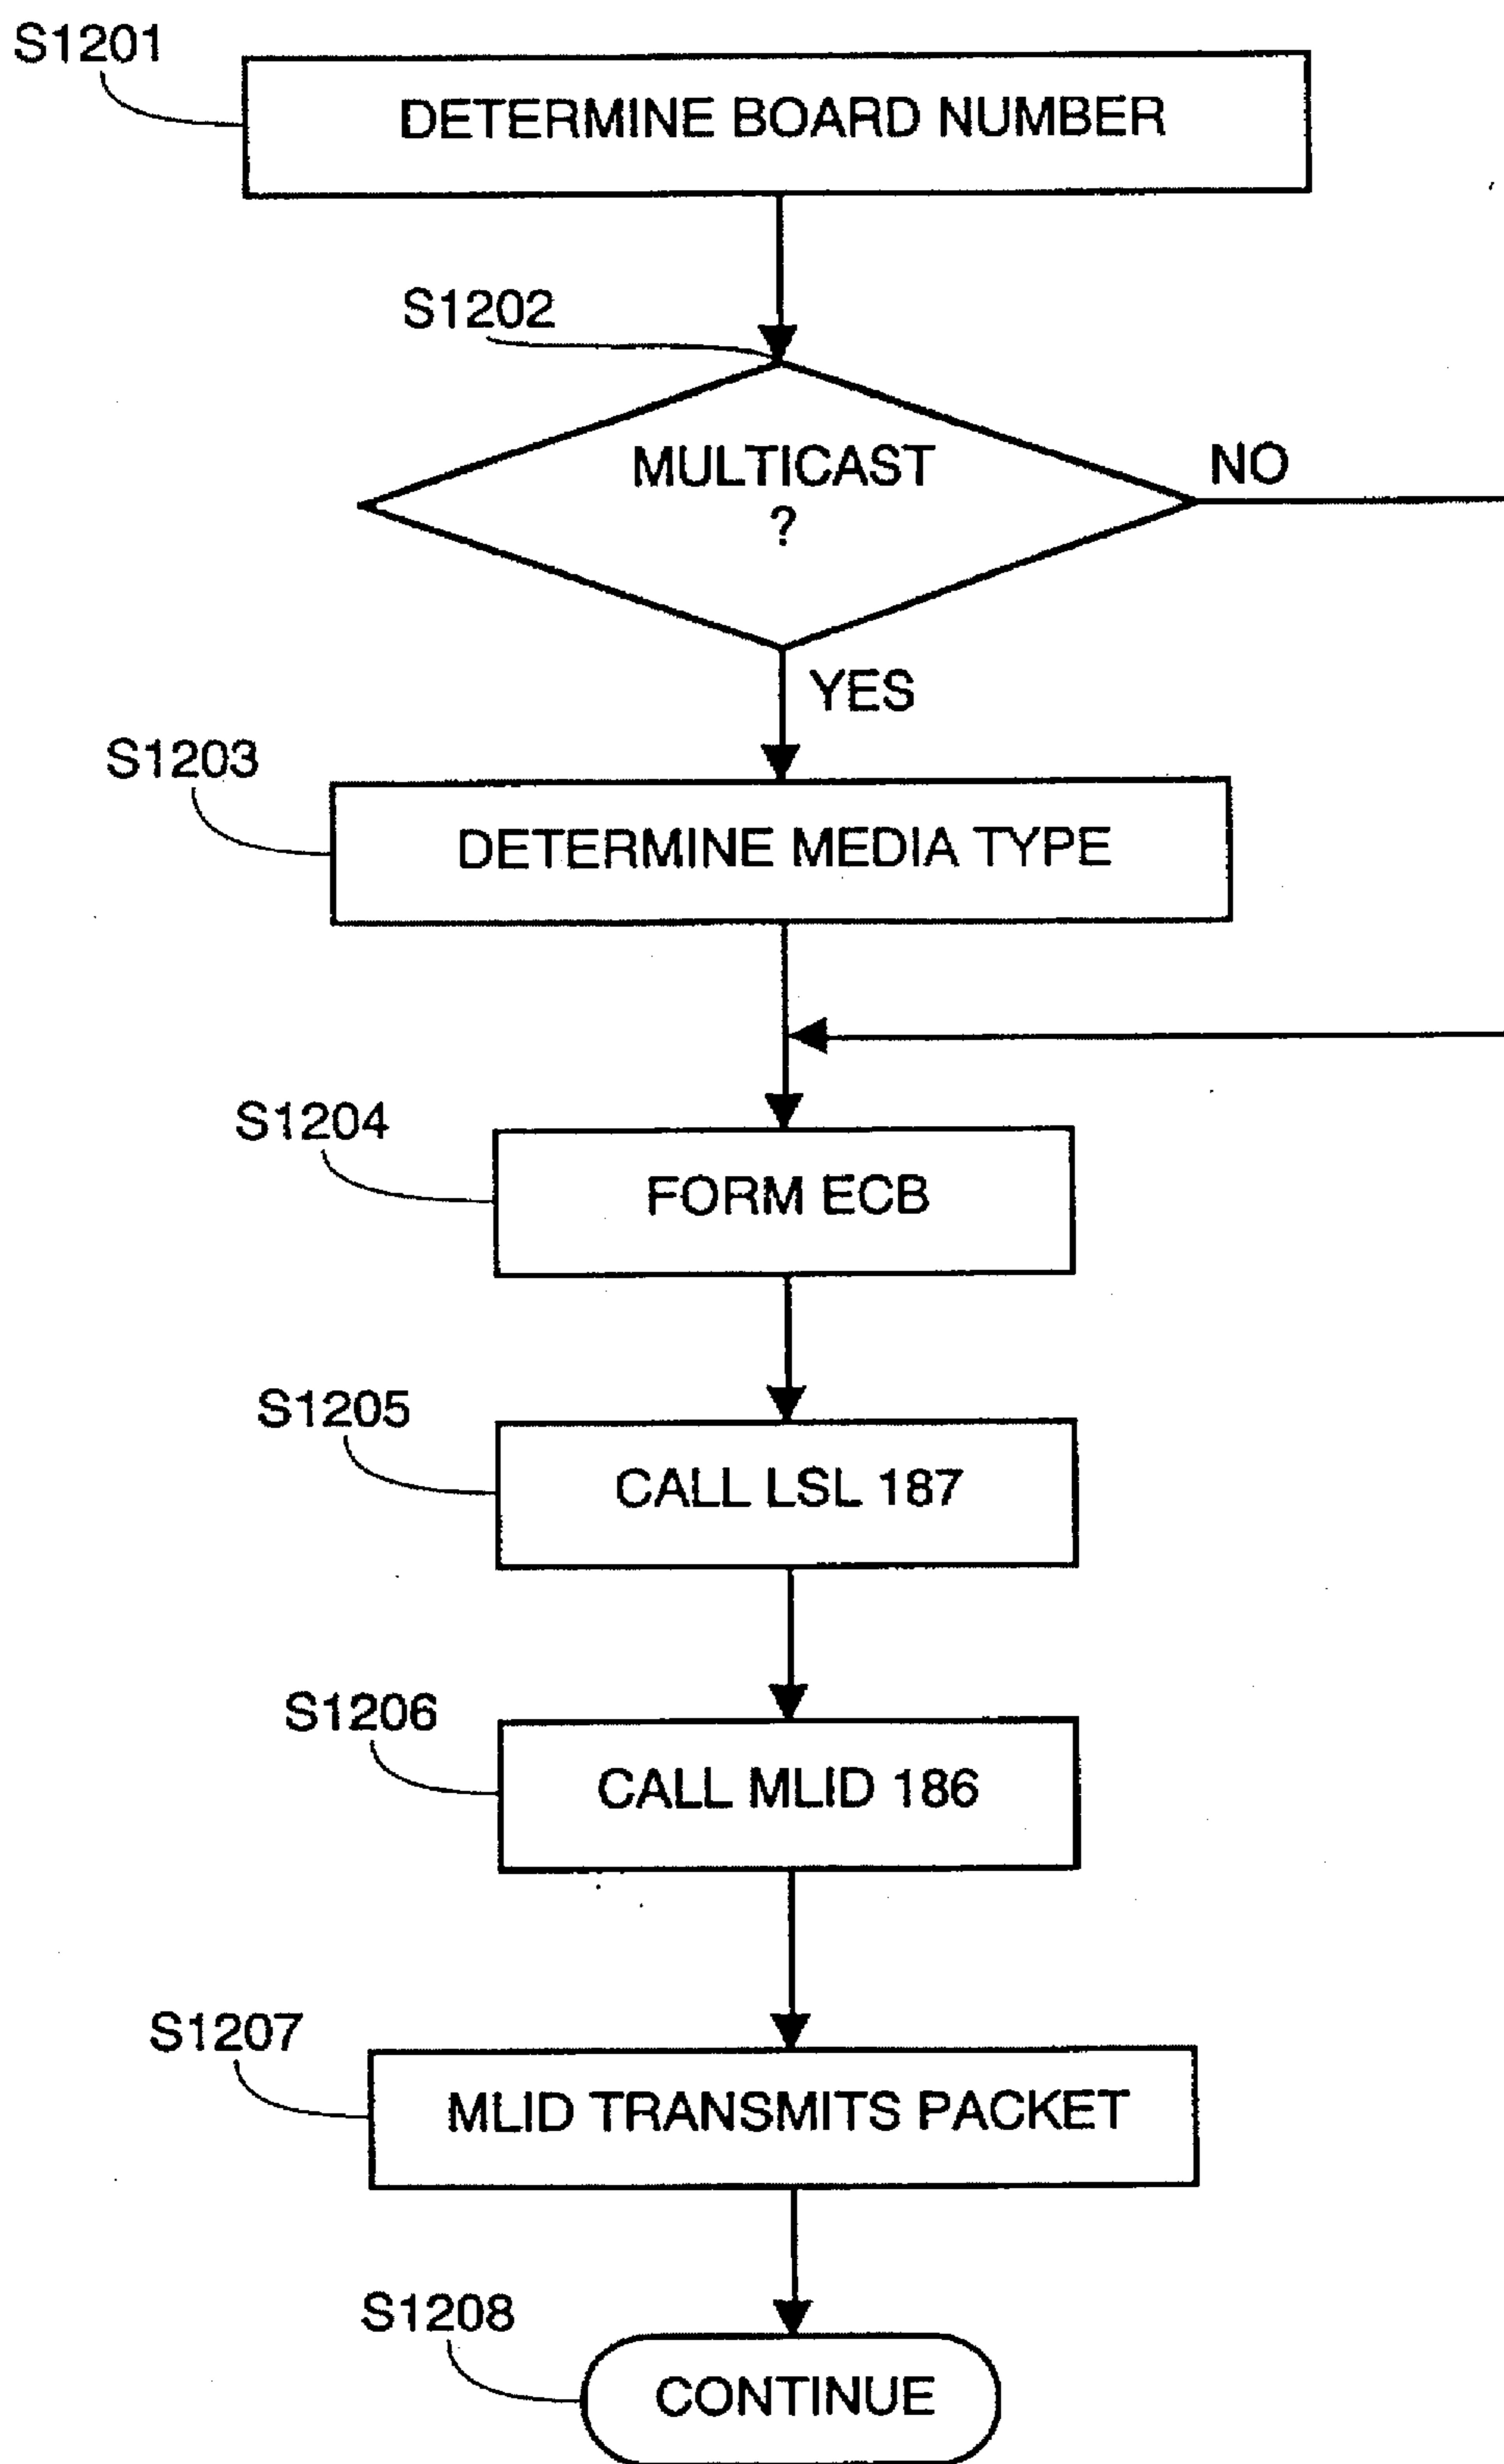 S1201
DETERMINE BOARD NUMBER
S1202
MULTICAST
?
NO
YES
S1203
DETERMINE MEDIA TYPE
S1204
FORM ECB
S1205
CALL LSL 187
S1206
CALL MLID 186
S1207
MLID TRANSMITS PACKET
S1208
CONTINUE